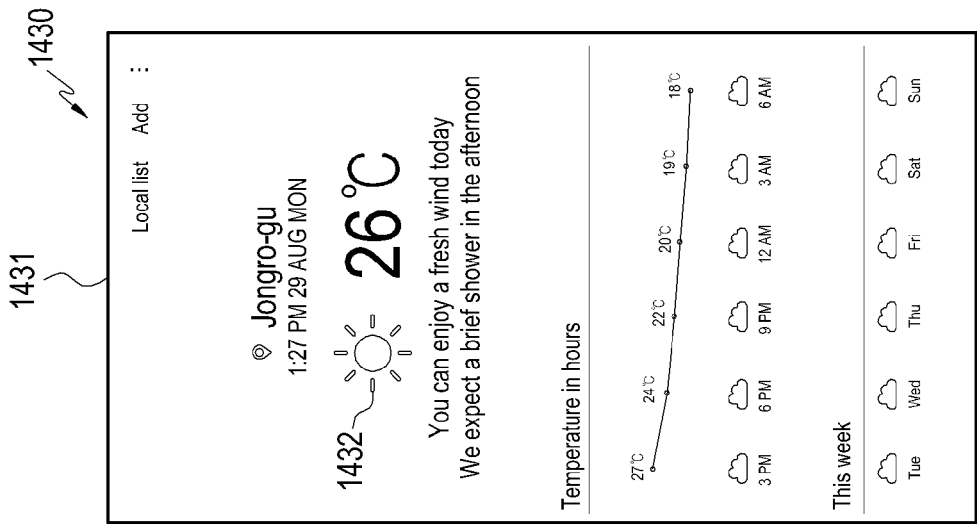 1430
1431
Local list Add ⋮
Jongro-gu
1:27 PM 29 AUG MON
1432
26°C
You can enjoy a fresh wind today
We expect a brief shower in the afternoon
Temperature in hours
27°C 24°C 22°C 20°C 19°C 18°C
3 PM 6 PM 9 PM 12 AM 3 AM 6 AM
This week
Tue Wed Thu Fri Sat Sun